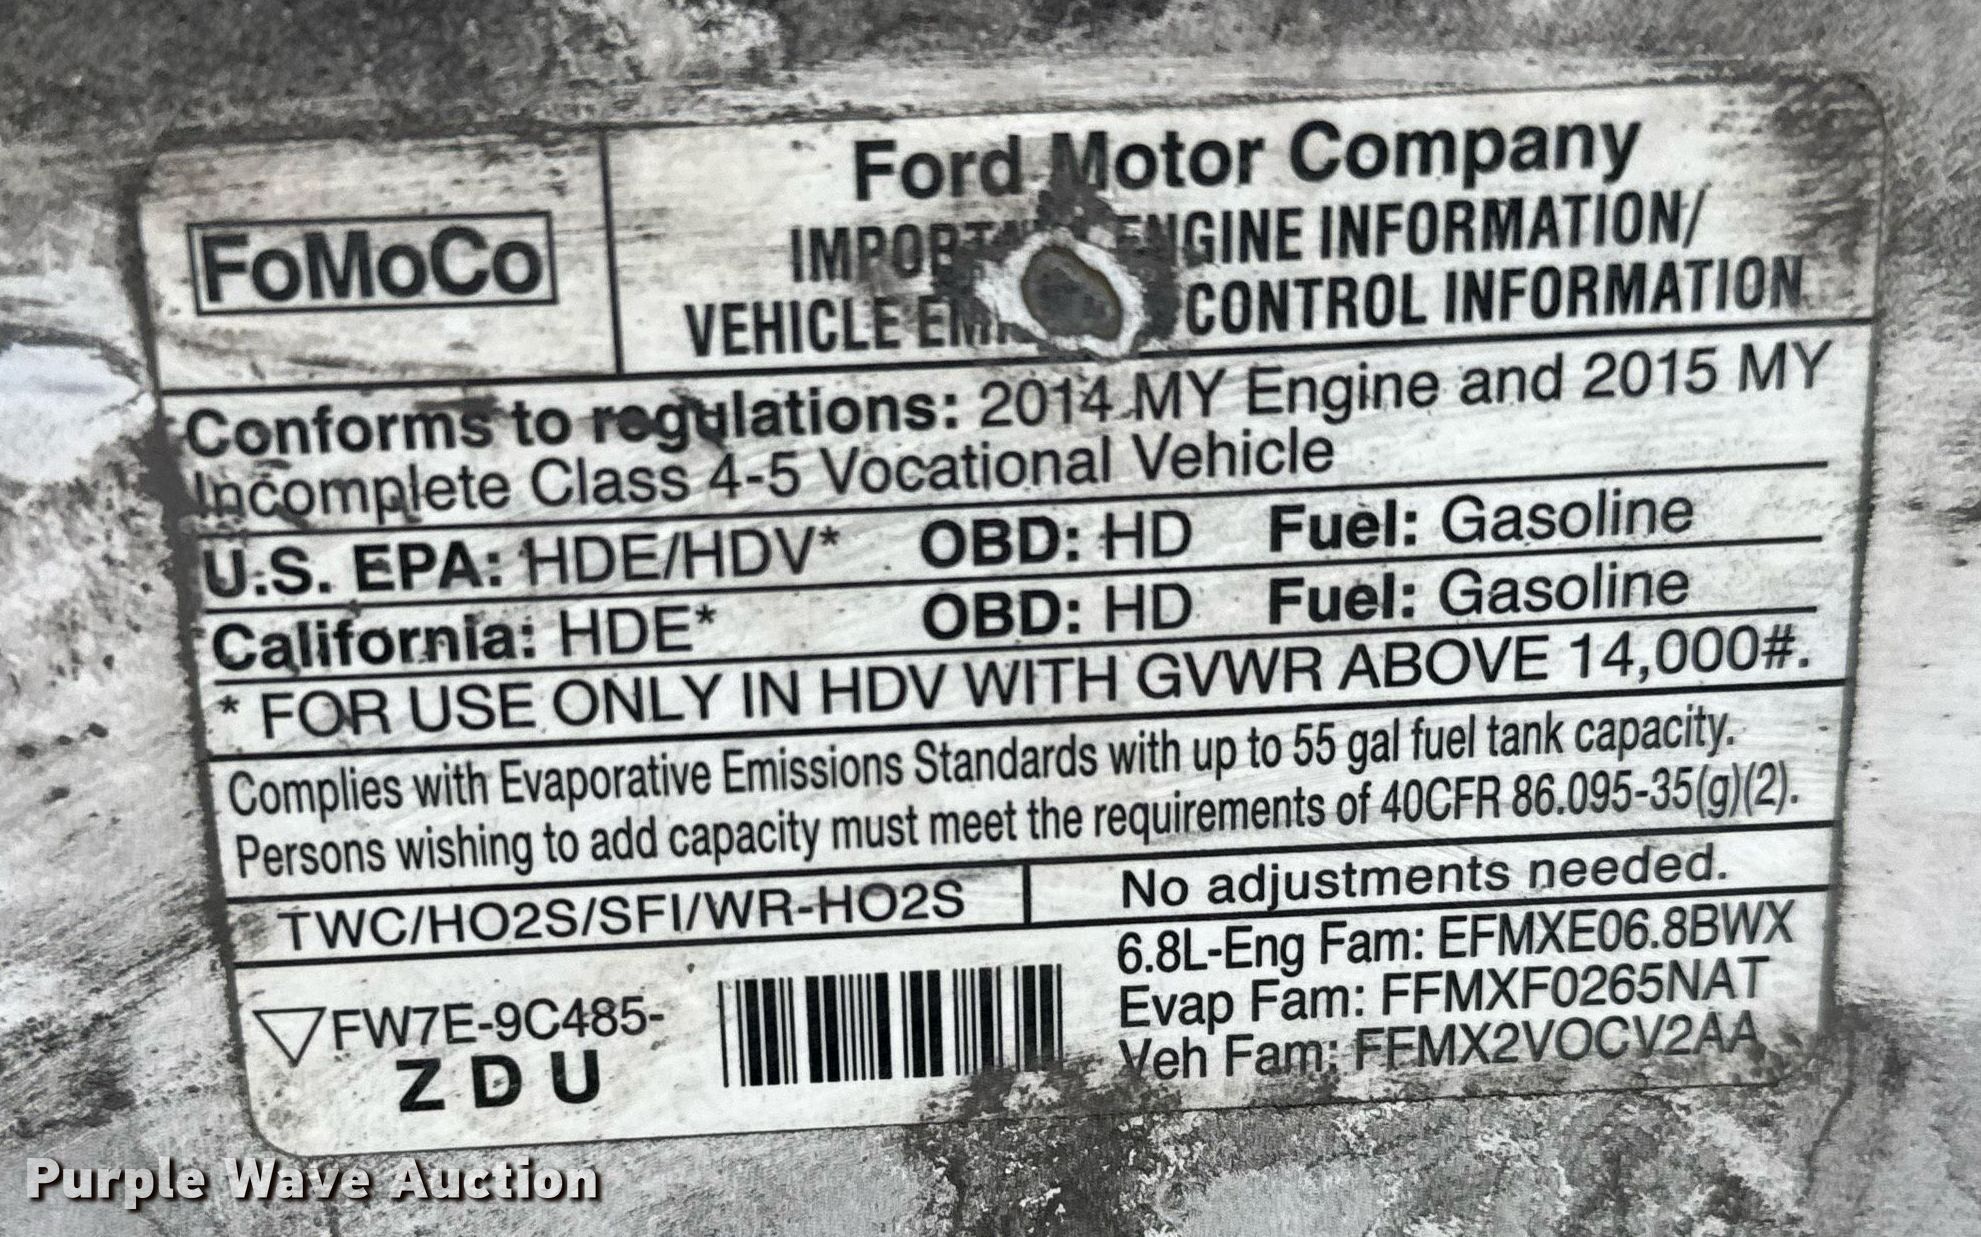 FoMoCo
Ford Motor Company
ENGINE INFORMATION/
VEHICLE CONTROL INFORMATION
Conforms to regulations: 2014 MY Engine and 2015 MY
Incomplete Class 4-5 Vocational Vehicle
U.S. EPA: HDE/HDV* OBD: HD Fuel: Gasoline
California: HDE* OBD: HD Fuel: Gasoline
* FOR USE ONLY IN HDV WITH GVWR ABOVE 14,000#.
Complies with Evaporative Emissions Standards with up to 55 gal fuel tank capacity.
Persons wishing to add capacity must meet the requirements of 40CFR 86.095-35(g)(2).
TWC/HO2S/SFI/WR-HO2S
No adjustments needed.
6.8L-Eng Fam: EFMXE06.8BWX
Evap Fam: FFMXF0265NAT
Veh Fam: FFMX2VOCV2AA
FW7E-9C485-
Z D U
Purple Wave Auction